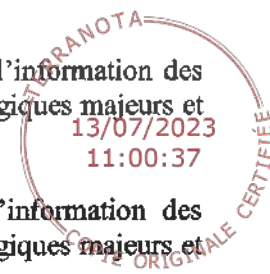 TERRANOTA
l'information des
giques majeurs et
13/07/2023
11:00:37
'information des
giques majeurs et
COPIE ORIGINALE CERTIFIÉE